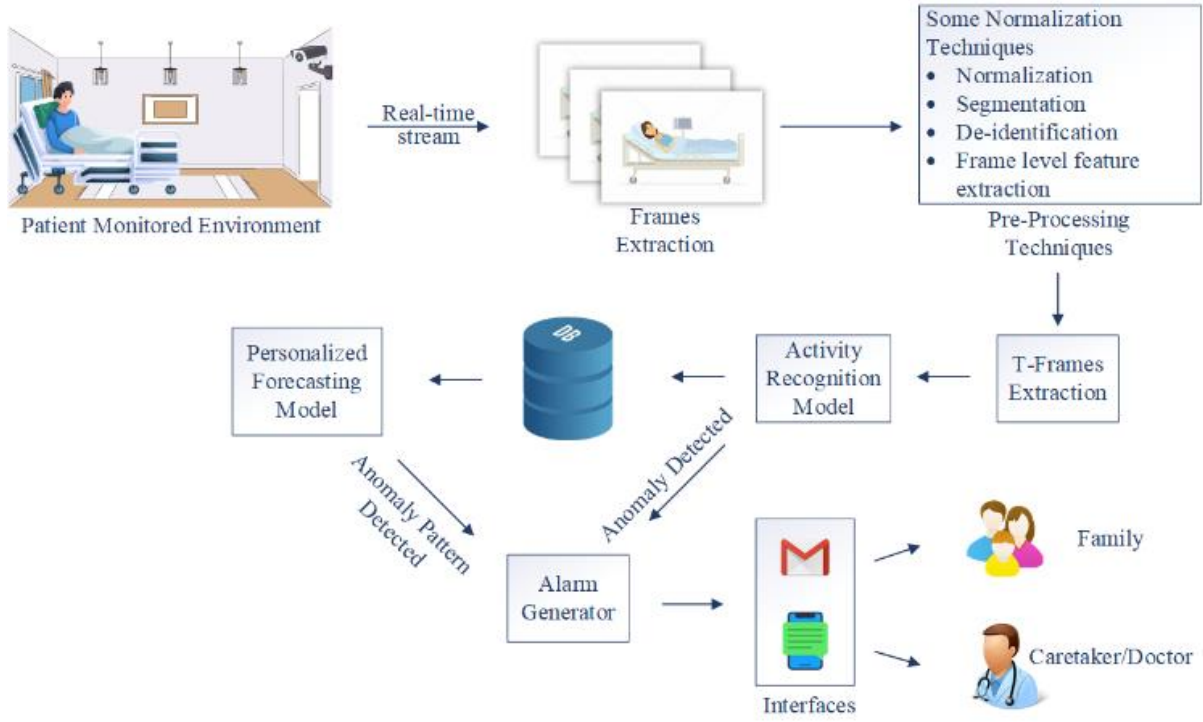 Real-time
stream
Patient Monitored Environment
Frames
Extraction
Some Normalization
Techniques
• Normalization
• Segmentation
• De-identification
• Frame level feature
extraction
Pre-Processing
Techniques
T-Frames
Extraction
Activity
Recognition
Model
DB
Personalized
Forecasting
Model
Anomaly Pattern
Detected
Anomaly Detected
Alarm
Generator
Interfaces
Family
Caretaker/Doctor